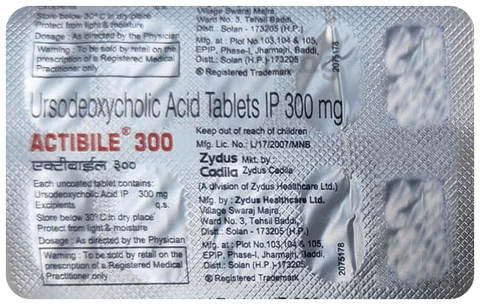 Store below 30°C in dry place
Protect from light & moisture
Dosage : As directed by the Physician
Warning : To be sold by retail on the
prescription of a Registered Medical
Practitioner only
Village Swaraj Majra,
Ward No. 3, Tehsil Baddi,
Distt.: Solan - 173205 (H.P.)
Mfg. at : Plot No.103,104 & 105,
EPIP, Phase-I, Jharmajri, Baddi,
Distt.: Solan (H.P.)-173205
® Registered Trademark
2075178
Ursodeoxycholic Acid Tablets IP 300 mg
ACTIBILE® 300
एक्टीबाईल ३००
Each uncoated tablet contains:
Ursodeoxycholic Acid IP 300 mg
Excipients q.s.
Store below 30°C in dry place
Protect from light & moisture
Dosage : As directed by the Physician
Warning : To be sold by retail on the
prescription of a Registered Medical
Practitioner only
Keep out of reach of children
Mfg. Lic. No.: L/17/2007/MNB
Zydus Mkt. by :
Cadila Zydus Cadila
(A division of Zydus Healthcare Ltd.)
Mfg. by : Zydus Healthcare Ltd.
Village Swaraj Majra,
Ward No. 3, Tehsil Baddi,
Distt.: Solan - 173205 (H.P.)
Mfg. at : Plot No.103,104 & 105,
EPIP, Phase-I, Jharmajri, Baddi,
Distt.: Solan (H.P.)-173205
® Registered Trademark
2075178